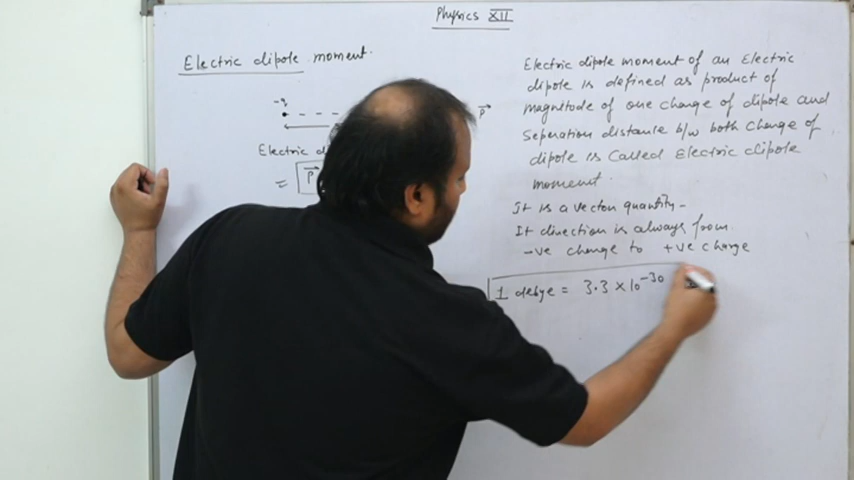 Physics XII
Electric dipole moment.
-q
P
Electric d
= P
Electric dipole moment of an Electric
dipole is defined as product of
magnitude of one charge of dipole and
Seperation distance b/w both charge of
dipole is Called Electric dipole
moment.
It is a vector quantity-
It direction is always from
-ve charge to +ve charge
1 debye = 3.3 × 10⁻³⁰